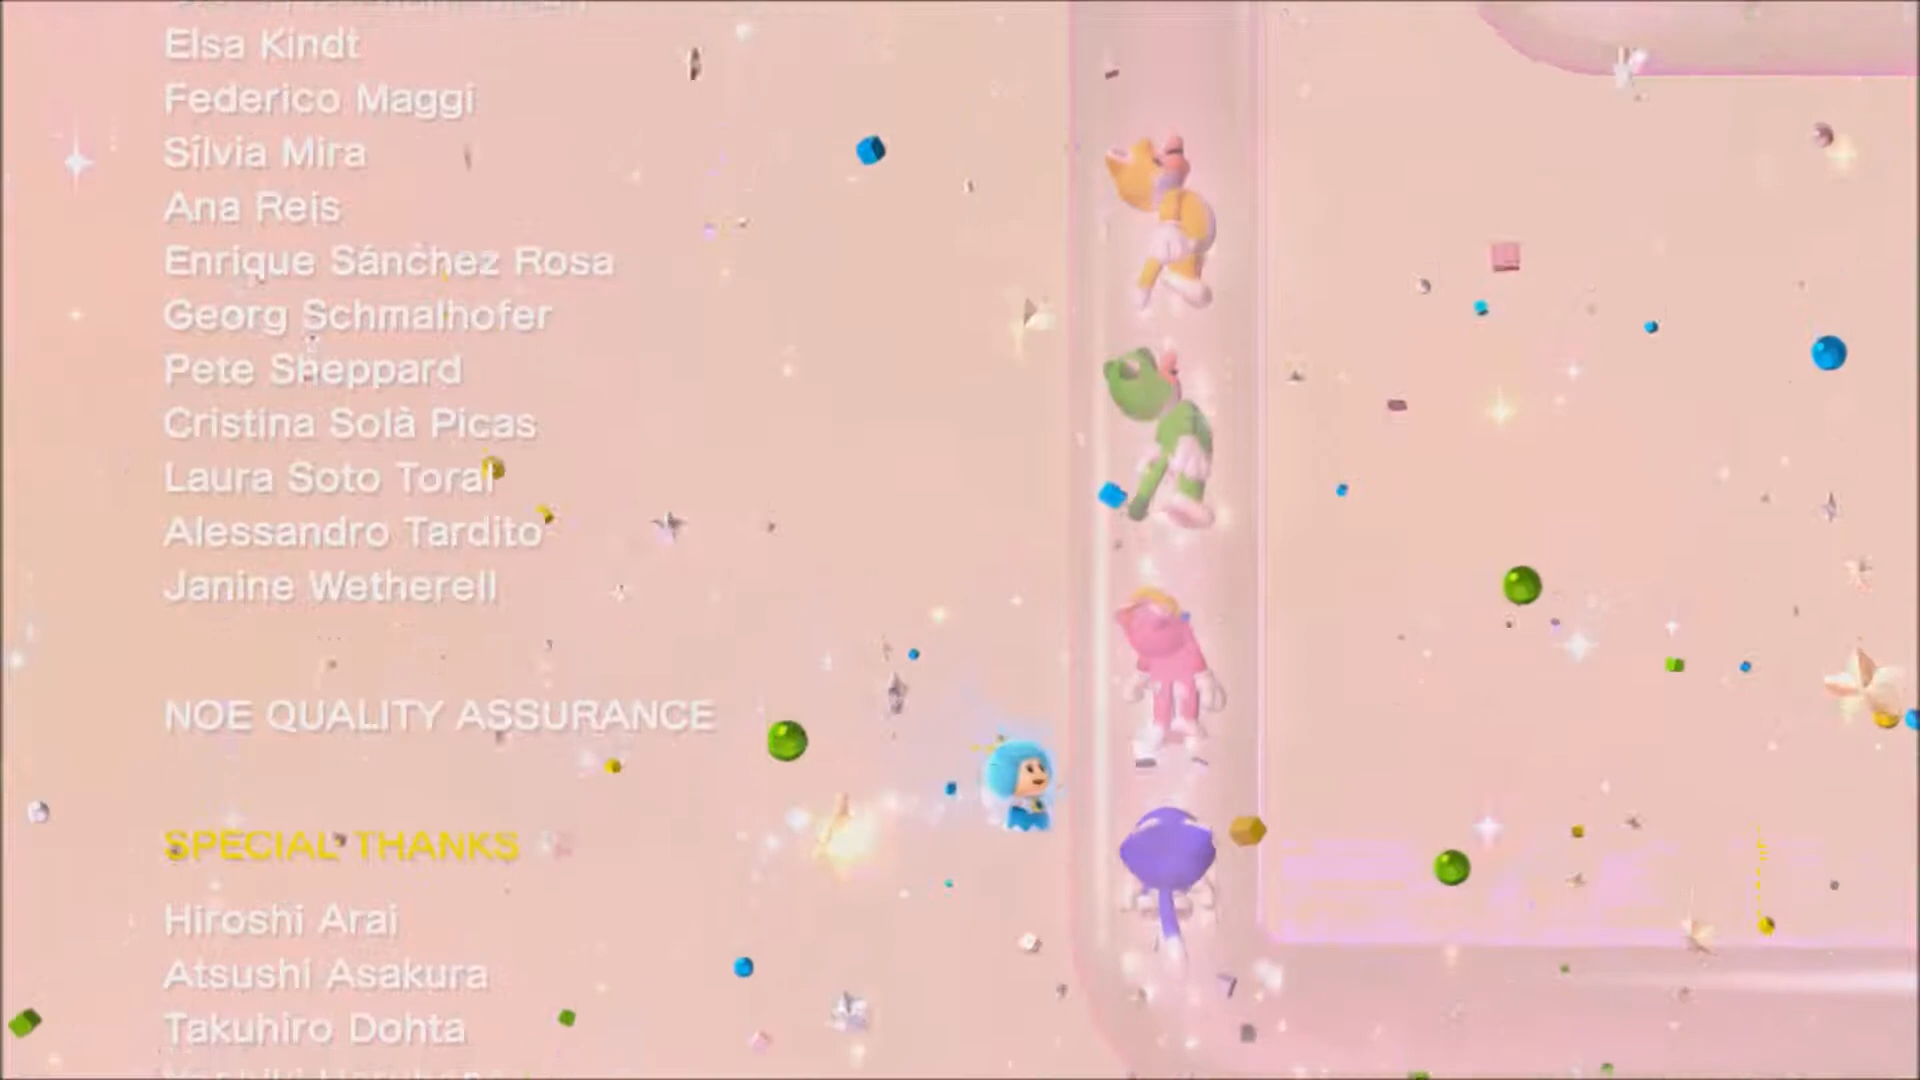 Elsa Kindt
Federico Maggi
Sílvia Mira
Ana Reis
Enrique Sánchez Rosa
Georg Schmalhofer
Pete Sheppard
Cristina Solà Picas
Laura Soto Toral
Alessandro Tardito
Janine Wetherell
NOE QUALITY ASSURANCE
SPECIAL THANKS
Hiroshi Arai
Atsushi Asakura
Takuhiro Dohta